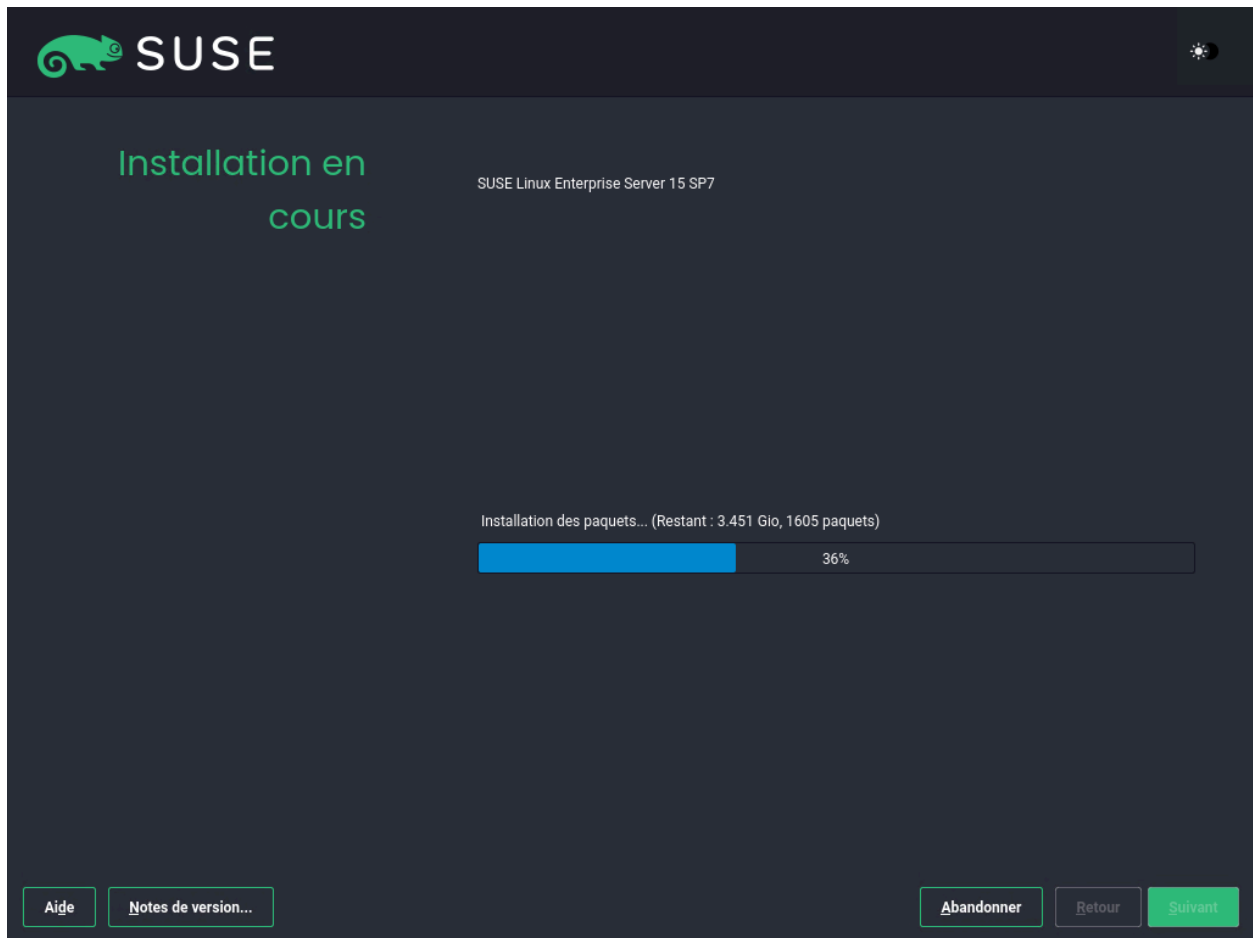 SUSE
Installation en
cours
SUSE Linux Enterprise Server 15 SP7
Installation des paquets... (Restant : 3.451 Gio, 1605 paquets)
36%
Aide
Notes de version...
Abandonner
Retour
Suivant